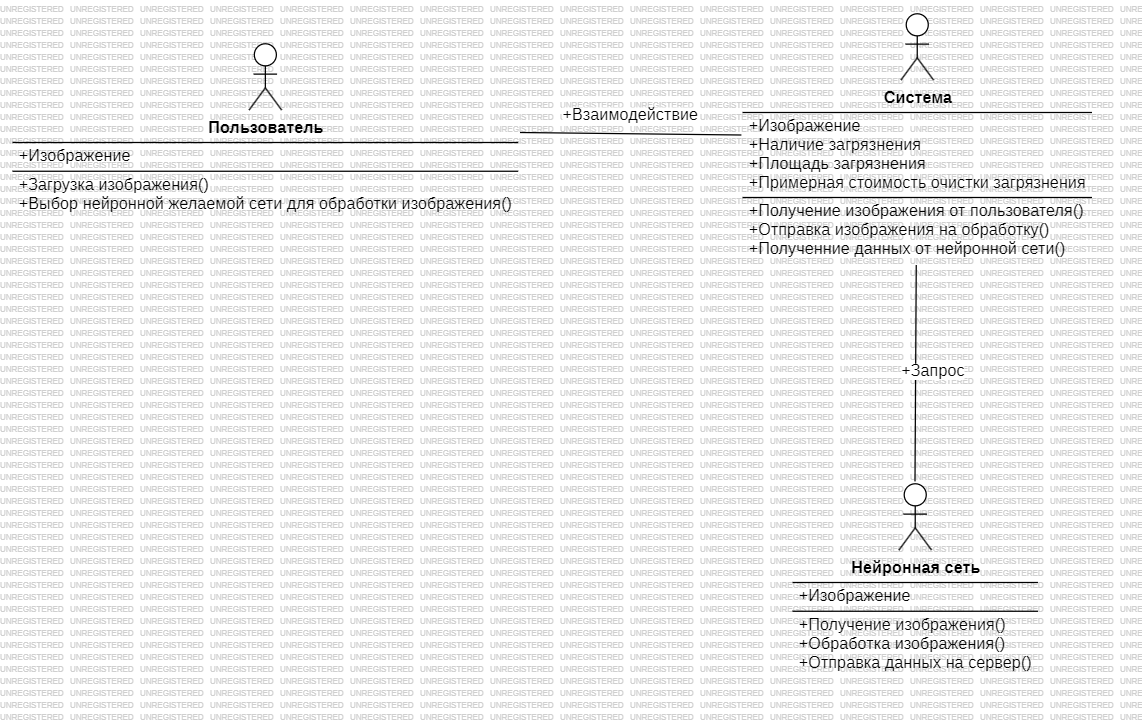 Пользователь
+Изображение
+Загрузка изображения()
+Выбор нейронной желаемой сети для обработки изображения()
+Взаимодействие
Система
+Изображение
+Наличие загрязнения
+Площадь загрязнения
+Примерная стоимость очистки загрязнения
+Получение изображения от пользователя()
+Отправка изображения на обработку()
+Полученние данных от нейронной сети()
+Запрос
Нейронная сеть
+Изображение
+Получение изображения()
+Обработка изображения()
+Отправка данных на сервер()
UNREGISTERED